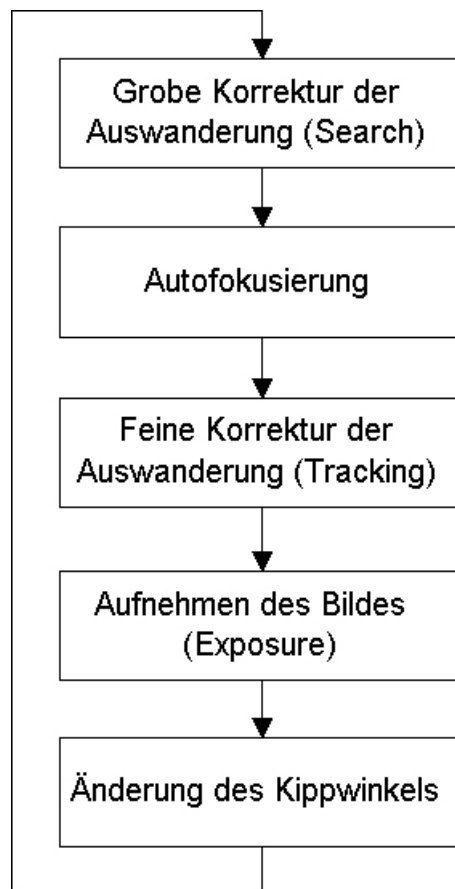 Grobe Korrektur der
Auswanderung (Search)
Autofokusierung
Feine Korrektur der
Auswanderung (Tracking)
Aufnehmen des Bildes
(Exposure)
Änderung des Kippwinkels